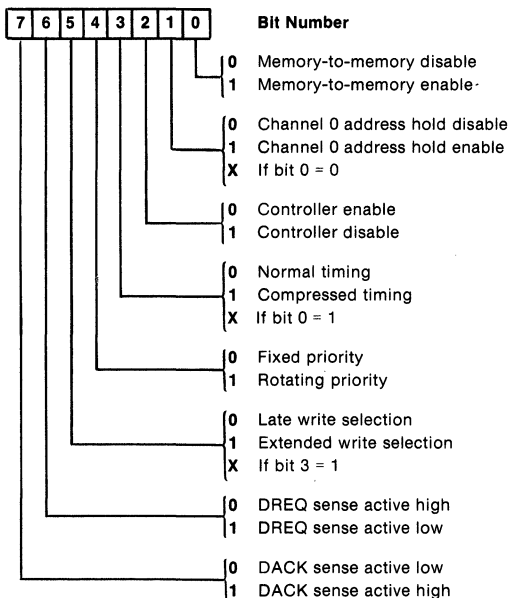 7 6 5 4 3 2 1 0 Bit Number
0 Memory-to-memory disable
1 Memory-to-memory enable
0 Channel 0 address hold disable
1 Channel 0 address hold enable
X If bit 0 = 0
0 Controller enable
1 Controller disable
0 Normal timing
1 Compressed timing
X If bit 0 = 1
0 Fixed priority
1 Rotating priority
0 Late write selection
1 Extended write selection
X If bit 3 = 1
0 DREQ sense active high
1 DREQ sense active low
0 DACK sense active low
1 DACK sense active high